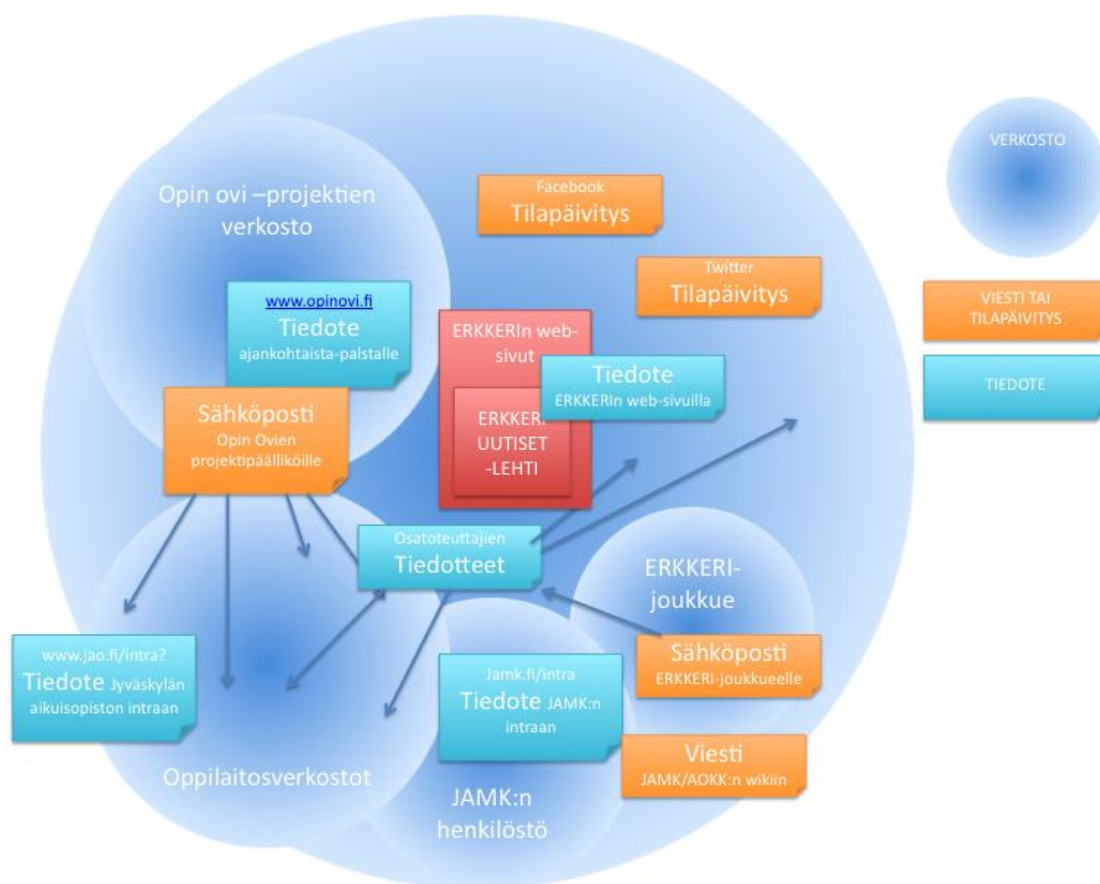 Opin ovi –projektien
verkosto
www.opinovi.fi
Tiedote
ajankohtaista-palstalle
Sähköposti
Opin Ovien
projektipäälliköille
Facebook
Tilapäivitys
Twitter
Tilapäivitys
ERKKERIn web-
sivut
Tiedote
ERKKERIn web-sivuilla
ERKKERI
UUTISET
-LEHTI
Osatoteuttajien
Tiedotteet
ERKKERI-
joukkue
Sähköposti
ERKKERI-joukkueelle
www.jao.fi/intra?
Tiedote Jyväskylän
aikuisopiston intraan
Jamk.fi/intra
Tiedote JAMK:n
intraan
Viesti
JAMK/AOKK:n wikiin
Oppilaitosverkostot
JAMK:n
henkilöstö
VERKOSTO
VIESTI TAI
TILAPÄIVITYS
TIEDOTE